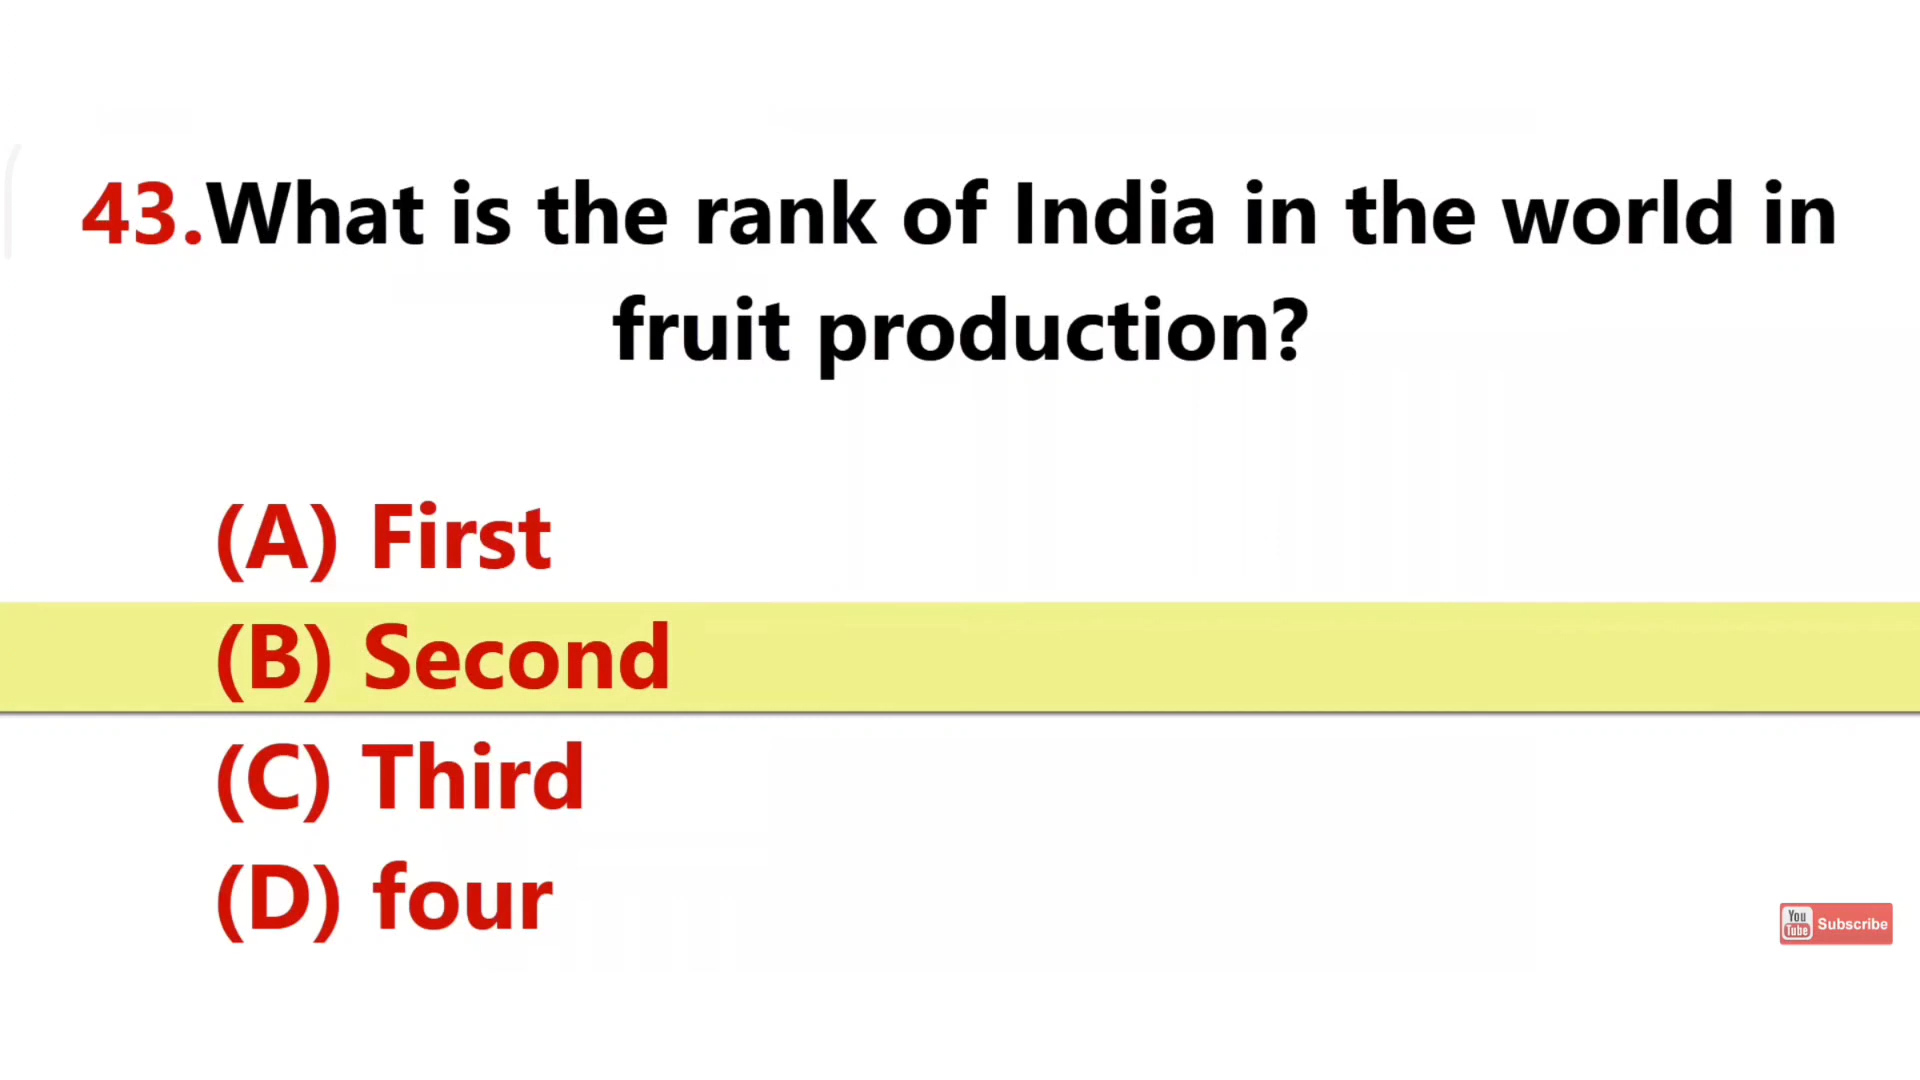 43.What is the rank of India in the world in
fruit production?
(A) First
(B) Second
(C) Third
(D) four
You
Tube
Subscribe